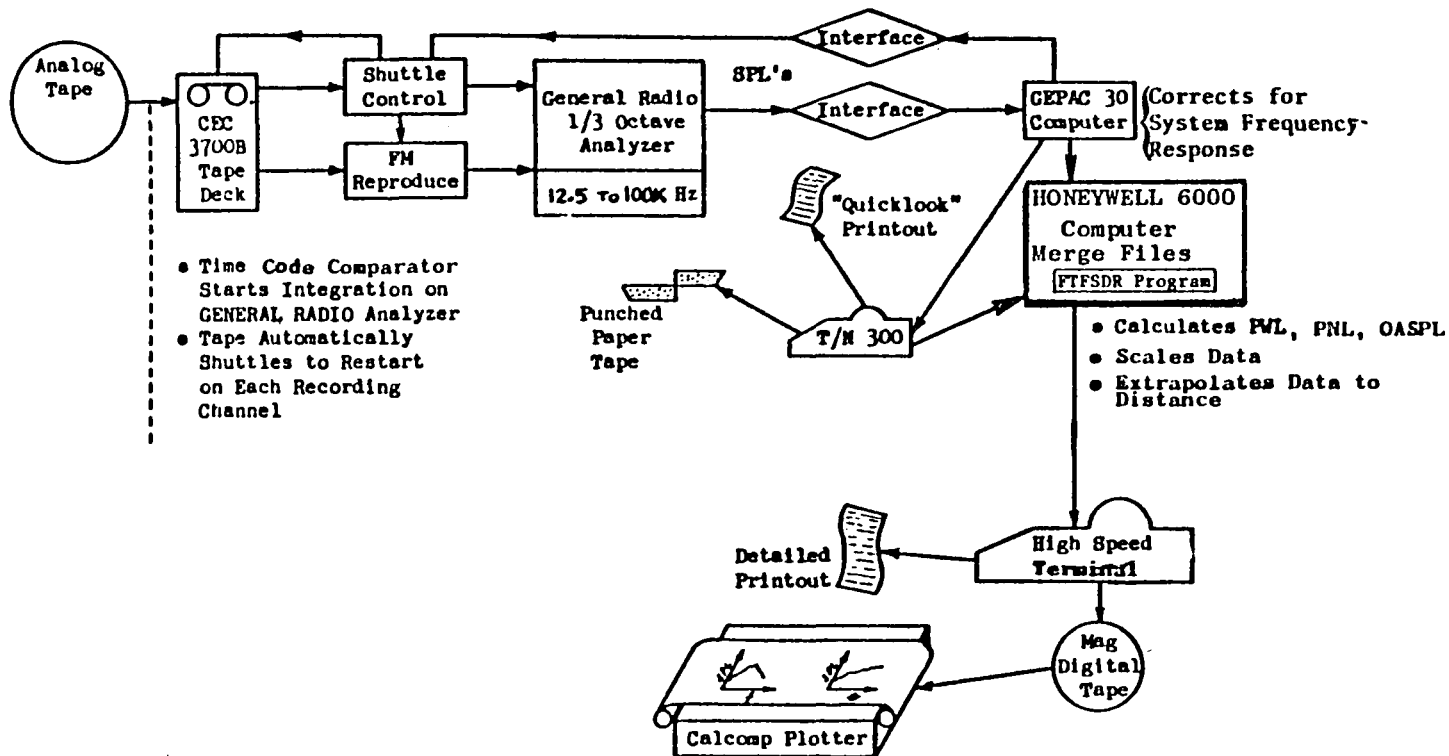 Analog
Tape
CEC
3700B
Tape
Deck
Shuttle
Control
FM
Reproduce
General Radio
1/3 Octave
Analyzer
12.5 To 100K Hz
SPL's
Interface
Interface
GEPAC 30
Computer
Corrects for
System Frequency-
Response
HONEYWELL 6000
Computer
Merge Files
FTFSDR Program
"Quicklook"
Printout
• Time Code Comparator
Starts Integration on
GENERAL RADIO Analyzer
• Tape Automatically
Shuttles to Restart
on Each Recording
Channel
Punched
Paper
Tape
T/N 300
• Calculates PWL, PNL, OASPL
• Scales Data
• Extrapolates Data to
Distance
Detailed
Printout
High Speed
Terminal
Mag
Digital
Tape
Calcomp Plotter